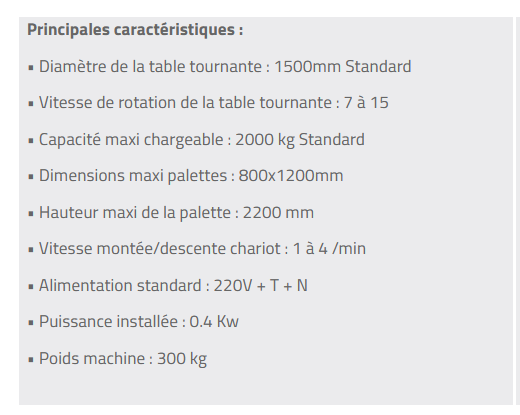 Principales caractéristiques :
▪ Diamètre de la table tournante : 1500mm Standard
▪ Vitesse de rotation de la table tournante : 7 à 15
▪ Capacité maxi chargeable : 2000 kg Standard
▪ Dimensions maxi palettes : 800x1200mm
▪ Hauteur maxi de la palette : 2200 mm
▪ Vitesse montée/descente chariot : 1 à 4 /min
▪ Alimentation standard : 220V + T + N
▪ Puissance installée : 0.4 Kw
▪ Poids machine : 300 kg